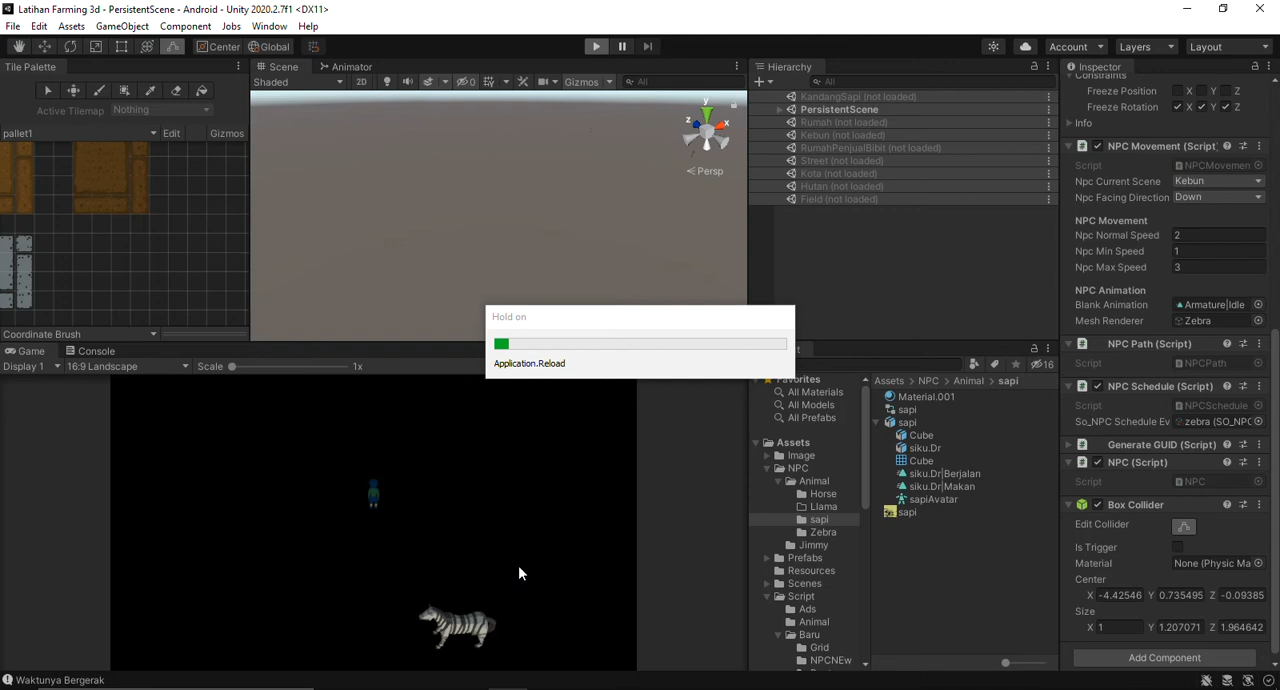 Latihan Farming 3d - PersistentScene - Android - Unity 2020.2.7f1 <DX11>
File Edit Assets GameObject Component Jobs Window Help
Center Global Account Layers Layout
Tile Palette
Active Tilemap Nothing
pallet1 Edit Gizmos
Coordinate Brush
Scene Animator
Shaded 2D 0 Gizmos All
y
z x
Persp
Hierarchy
All
KandangSapi (not loaded)
PersistentScene
Rumah (not loaded)
Kebun (not loaded)
RumahPenjualBibit (not loaded)
Street (not loaded)
Kota (not loaded)
Hutan (not loaded)
Field (not loaded)
Hold on
Application.Reload
Game Console
Display 1 16:9 Landscape Scale 1x
16
Favorites
All Materials
All Models
All Prefabs
Assets
Image
NPC
Animal
Horse
Llama
sapi
Zebra
Jimmy
Prefabs
Resources
Scenes
Script
Ads
Animal
Baru
Grid
NPCNEw
Assets > NPC > Animal > sapi
Material.001
sapi
sapi
Cube
siku.Dr
Cube
siku.Dr|Berjalan
siku.Dr|Makan
sapiAvatar
sapi
Inspector
Constraints
Freeze Position X Y Z
Freeze Rotation X Y Z
Info
NPC Movement (Script)
Script NPCMovemen
Npc Current Scene Kebun
Npc Facing Direction Down
NPC Movement
Npc Normal Speed 2
Npc Min Speed 1
Npc Max Speed 3
NPC Animation
Blank Animation Armature|Idle
Mesh Renderer Zebra
NPC Path (Script)
Script NPCPath
NPC Schedule (Script)
Script NPCSchedule
So_NPC Schedule Ev zebra (SO_NPC
Generate GUID (Script)
NPC (Script)
Script NPC
Box Collider
Edit Collider
Is Trigger
Material None (Physic Ma
Center
X -4.42546 Y 0.735495 Z -0.09385
Size
X 1 Y 1.207071 Z 1.964642
Add Component
Waktunya Bergerak